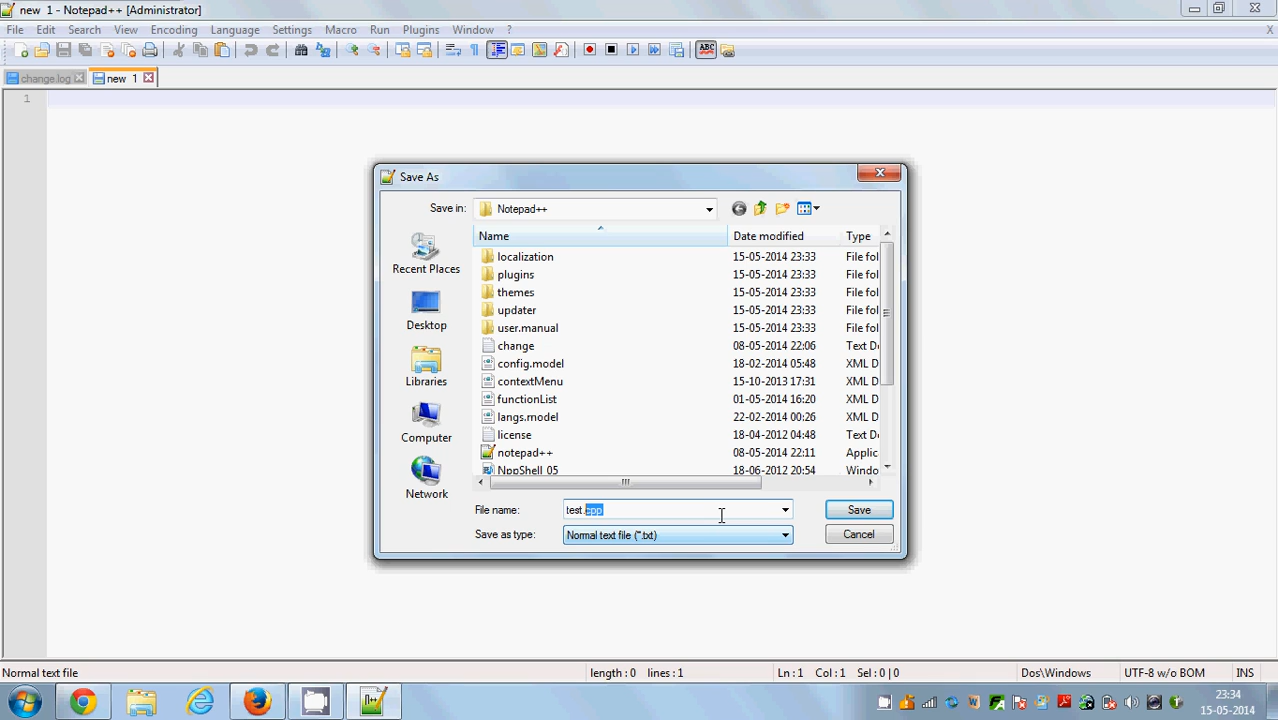 new 1 - Notepad++ [Administrator]
File Edit Search View Encoding Language Settings Macro Run Plugins Window ? X
ABC
change.log new 1
1
Save As
Save in: Notepad++
Name Date modified Type
Recent Places
Desktop
Libraries
Computer
Network
localization 15-05-2014 23:33 File fol
plugins 15-05-2014 23:33 File fol
themes 15-05-2014 23:33 File fol
updater 15-05-2014 23:33 File fol
user.manual 15-05-2014 23:33 File fol
change 08-05-2014 22:06 Text D
config.model 18-02-2014 05:48 XML D
contextMenu 15-10-2013 17:31 XML D
functionList 01-05-2014 16:20 XML D
langs.model 22-02-2014 00:26 XML D
license 18-04-2012 04:48 Text D
notepad++ 08-05-2014 22:11 Applic
NppShell_05 18-06-2012 20:54 Windo
File name: test.cpp Save
Save as type: Normal text file (*.txt) Cancel
Normal text file length : 0 lines : 1 Ln : 1 Col : 1 Sel : 0 | 0 Dos\Windows UTF-8 w/o BOM INS
23:34
15-05-2014